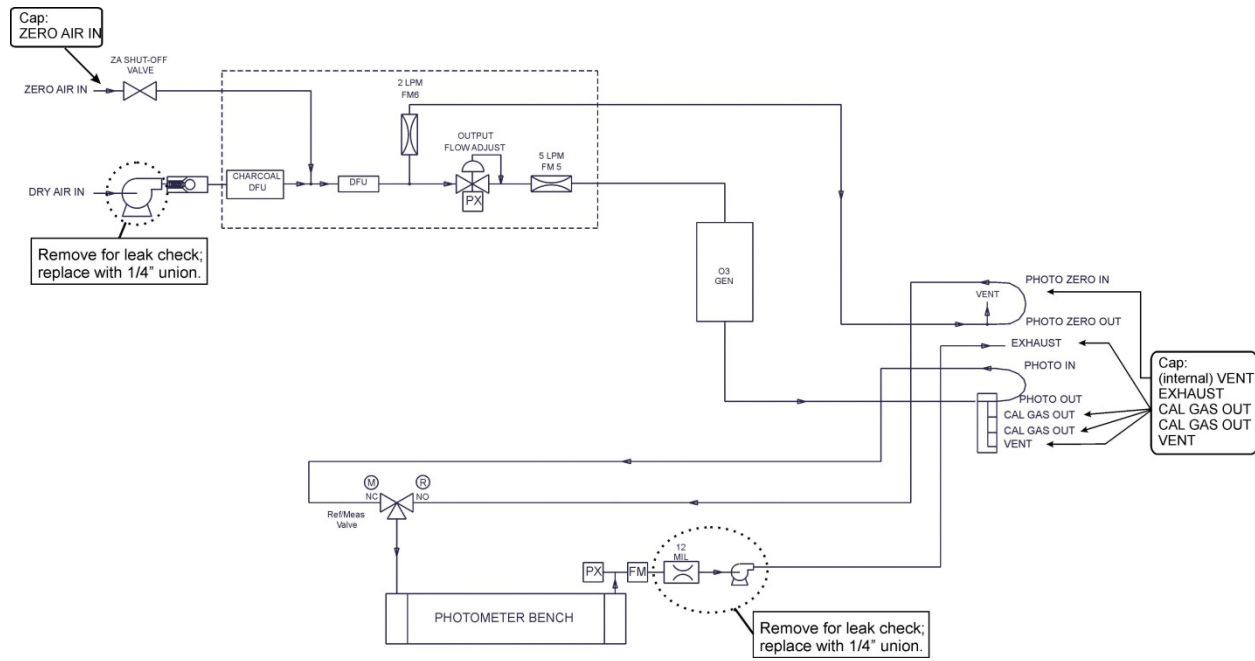 Cap:
ZERO AIR IN
ZA SHUT-OFF
VALVE
ZERO AIR IN
2 LPM
FM6
OUTPUT
FLOW ADJUST
5 LPM
FM 5
CHARCOAL
DFU
DFU
PX
DRY AIR IN
Remove for leak check;
replace with 1/4” union.
O3
GEN
PHOTO ZERO IN
VENT
PHOTO ZERO OUT
EXHAUST
PHOTO IN
PHOTO OUT
CAL GAS OUT
CAL GAS OUT
VENT
Cap:
(internal) VENT
EXHAUST
CAL GAS OUT
CAL GAS OUT
VENT
M
R
NC
NO
Ref/Meas
Valve
12
MIL
PX
FM
PHOTOMETER BENCH
Remove for leak check;
replace with 1/4” union.